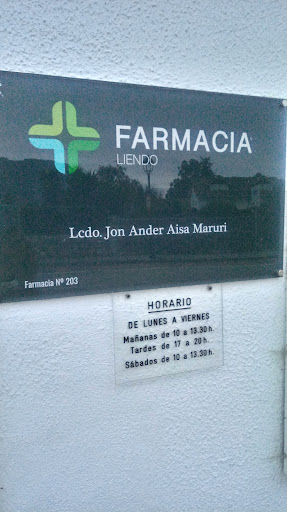 FARMACIA
LIENDO
Lcdo. Jon Ander Aisa Maruri
Farmacia Nº 203
HORARIO
DE LUNES A VIERNES
Mañanas de 10 a 13.30 h.
Tardes de 17 a 20 h.
Sábados de 10 a 13.30 h.